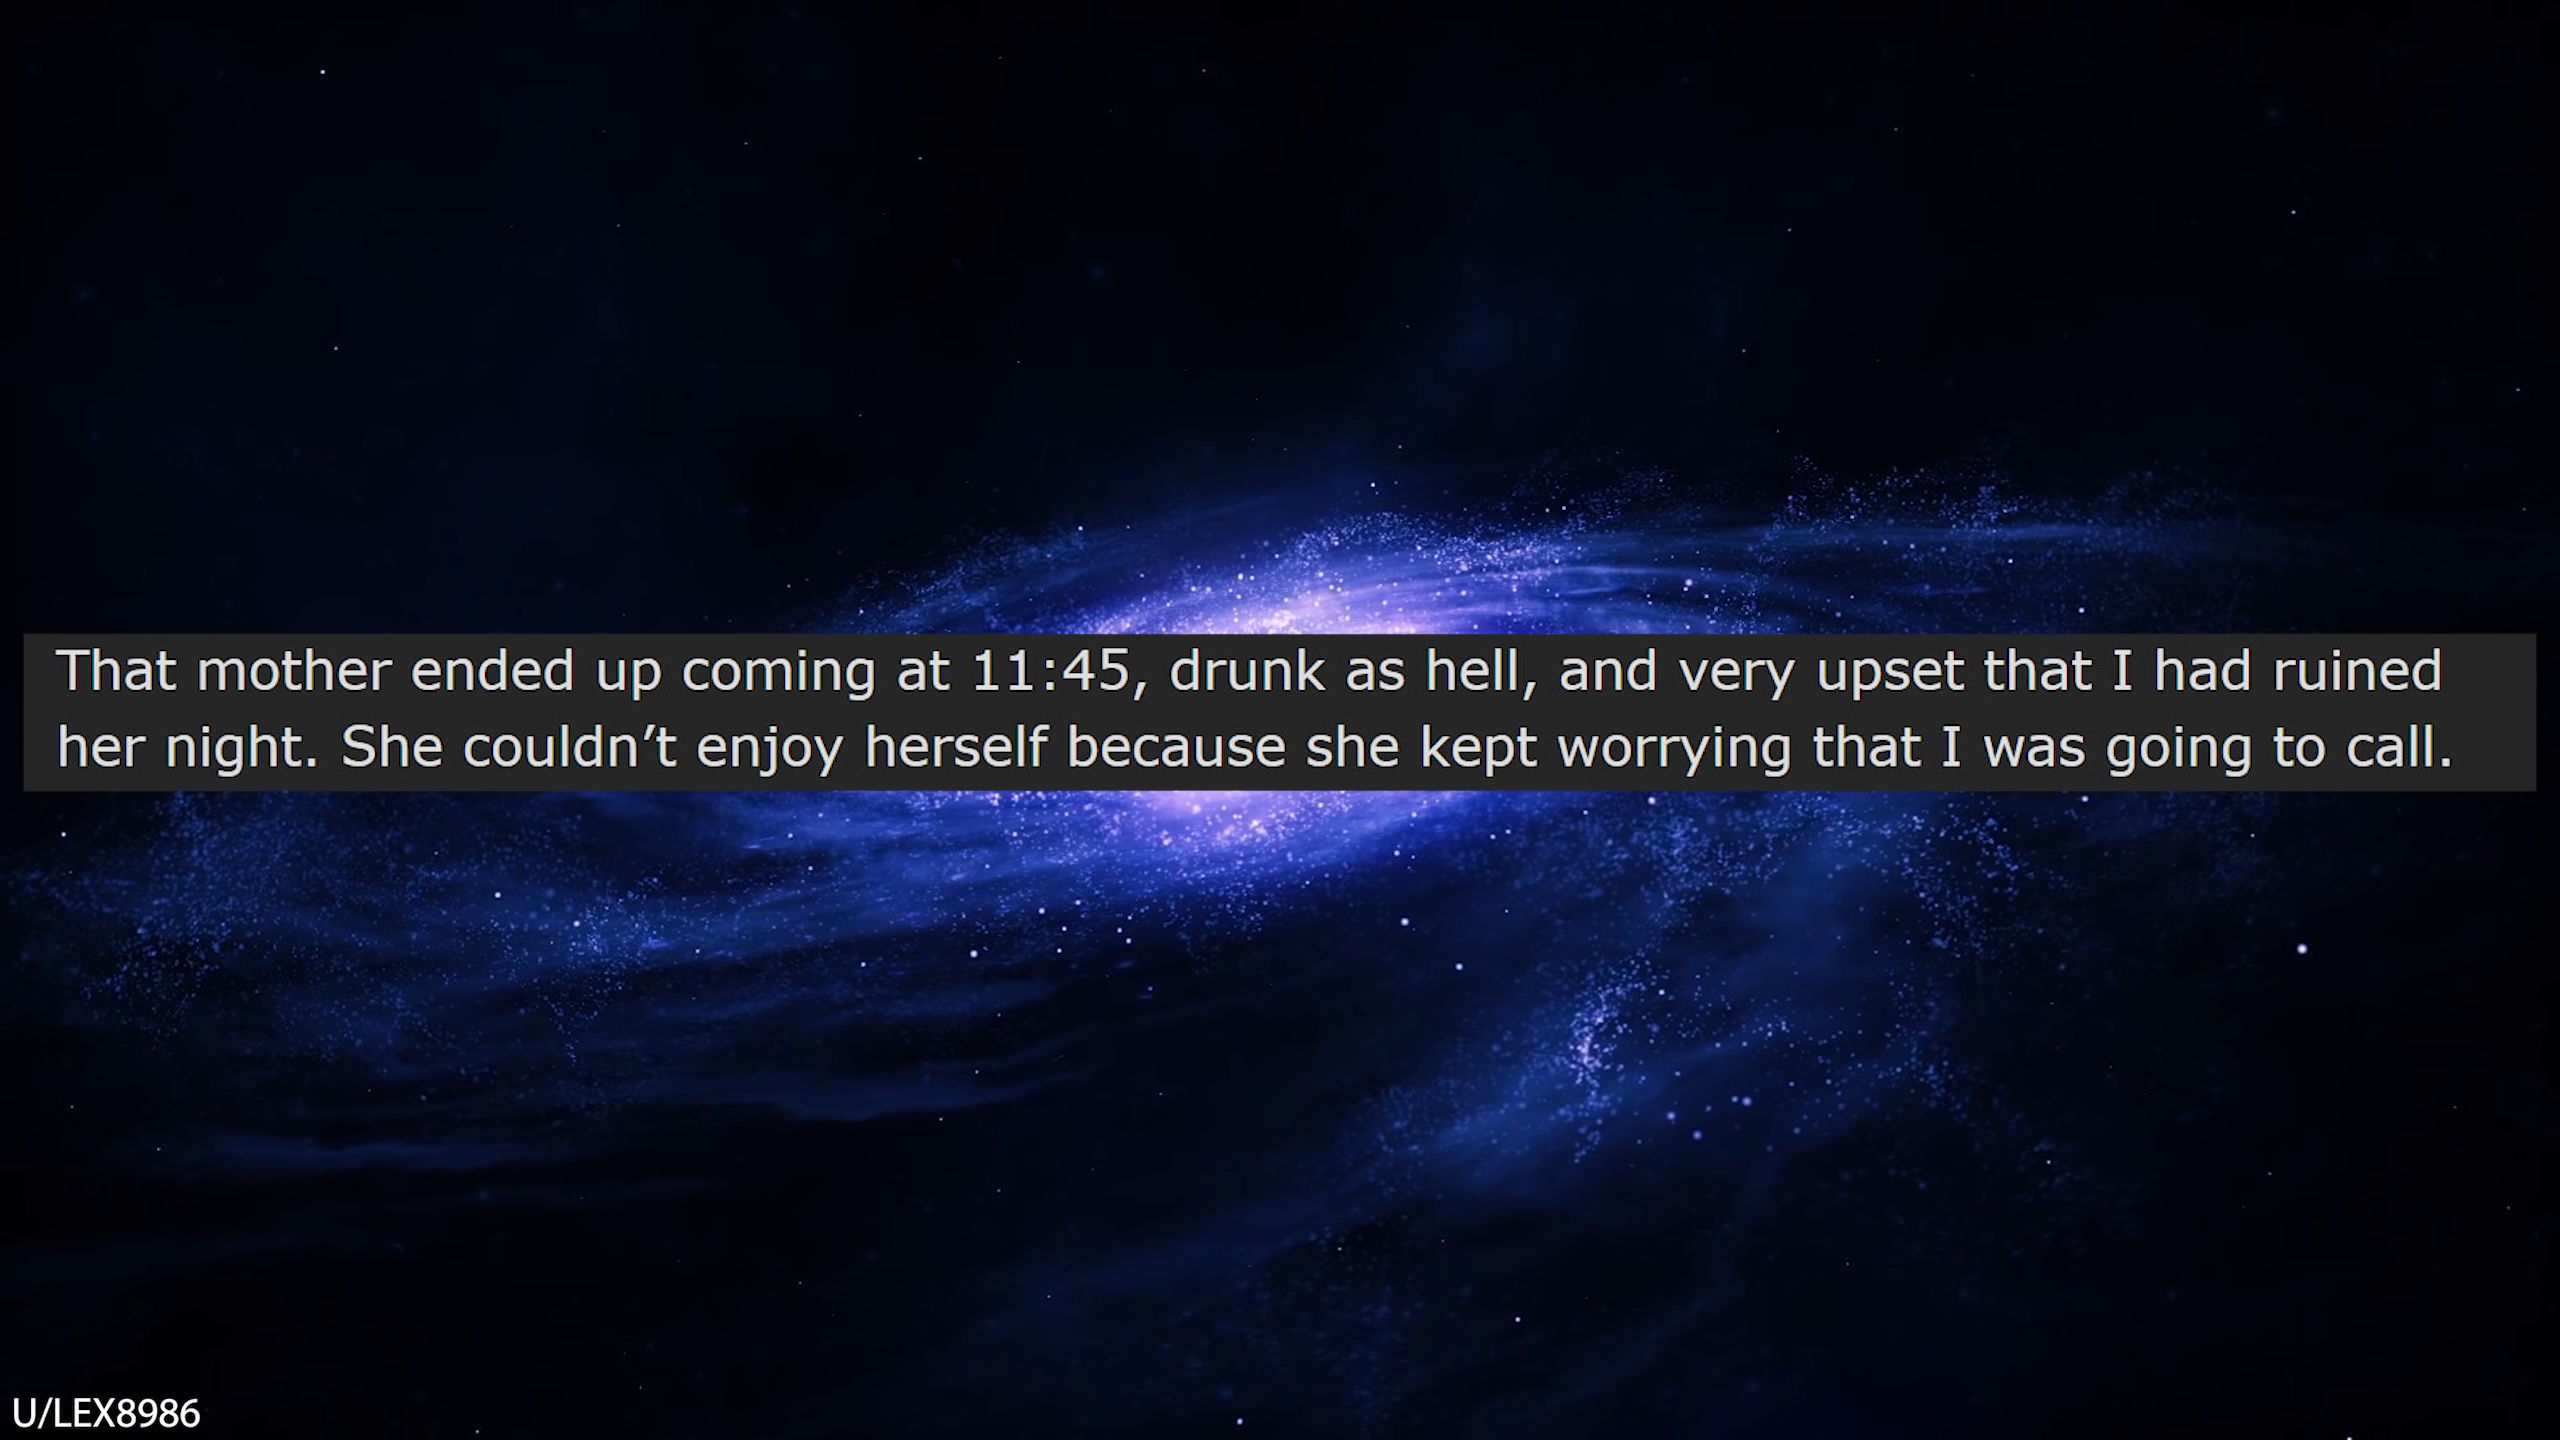 That mother ended up coming at 11:45, drunk as hell, and very upset that I had ruined
her night. She couldn’t enjoy herself because she kept worrying that I was going to call.
U/LEX8986